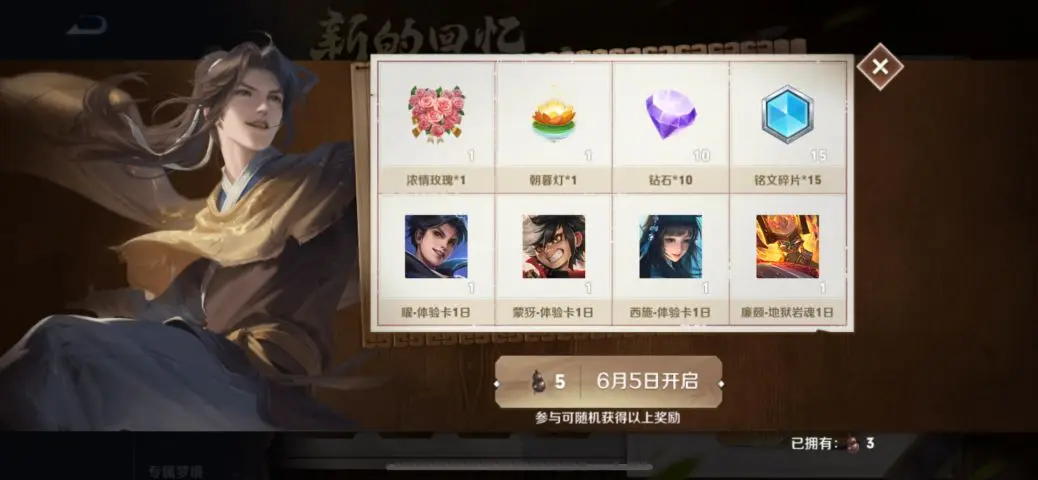 新的回忆
1
1
10
15
浓情玫瑰*1
朝暮灯*1
钻石*10
铭文碎片*15
1
1
1
1
曜-体验卡1日
蒙犽-体验卡1日
西施-体验卡1日
廉颇-地狱岩魂1日
5
6月5日开启
参与可随机获得以上奖励
已拥有: 3